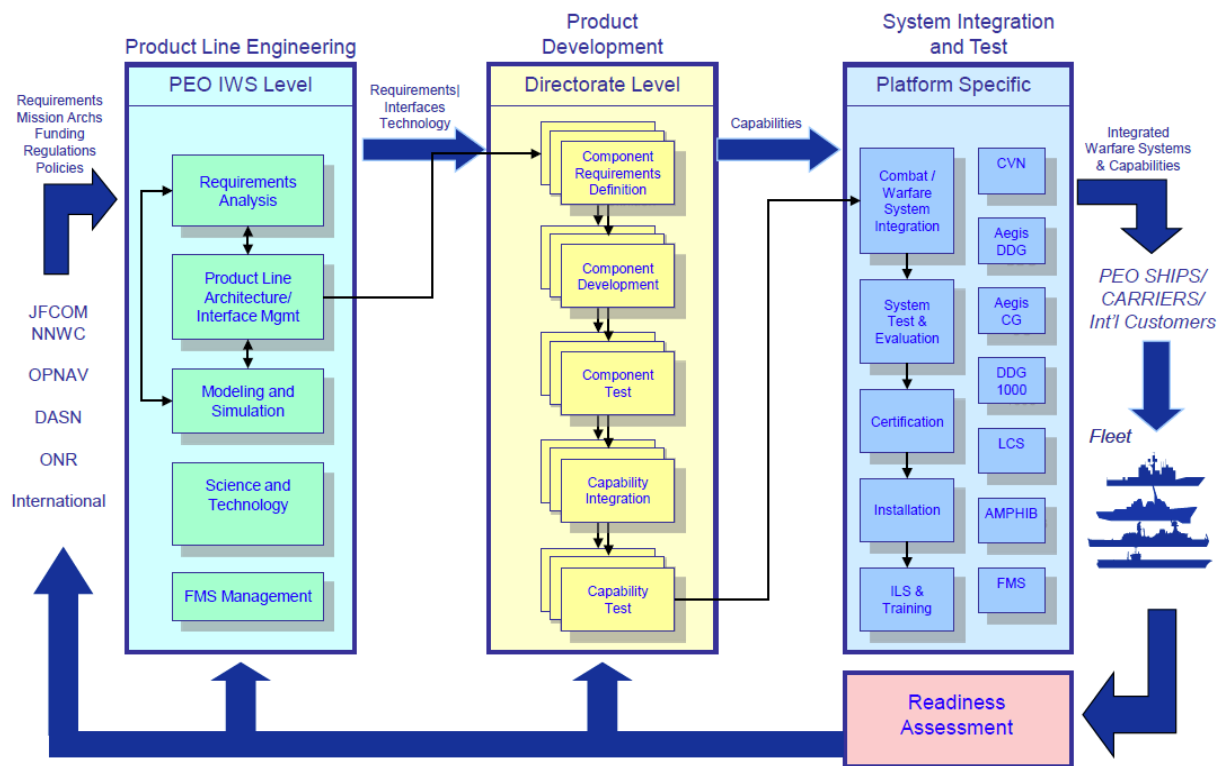 Product Line Engineering
Product
Development
System Integration
and Test
Requirements
Mission Archs
Funding
Regulations
Policies
JFCOM
NNWC
OPNAV
DASN
ONR
International
PEO IWS Level
Requirements
Analysis
Product Line
Architecture/
Interface Mgmt
Modeling and
Simulation
Science and
Technology
FMS Management
Requirements|
Interfaces
Technology
Directorate Level
Component
Requirements
Definition
Component
Development
Component
Test
Capability
Integration
Capability
Test
Capabilities
Platform Specific
Combat /
Warfare
System
Integration
System
Test &
Evaluation
Certification
Installation
ILS &
Training
CVN
Aegis
DDG
Aegis
CG
DDG
1000
LCS
AMPHIB
FMS
Integrated
Warfare Systems
& Capabilities
PEO SHIPS/
CARRIERS/
Int'l Customers
Fleet
Readiness
Assessment